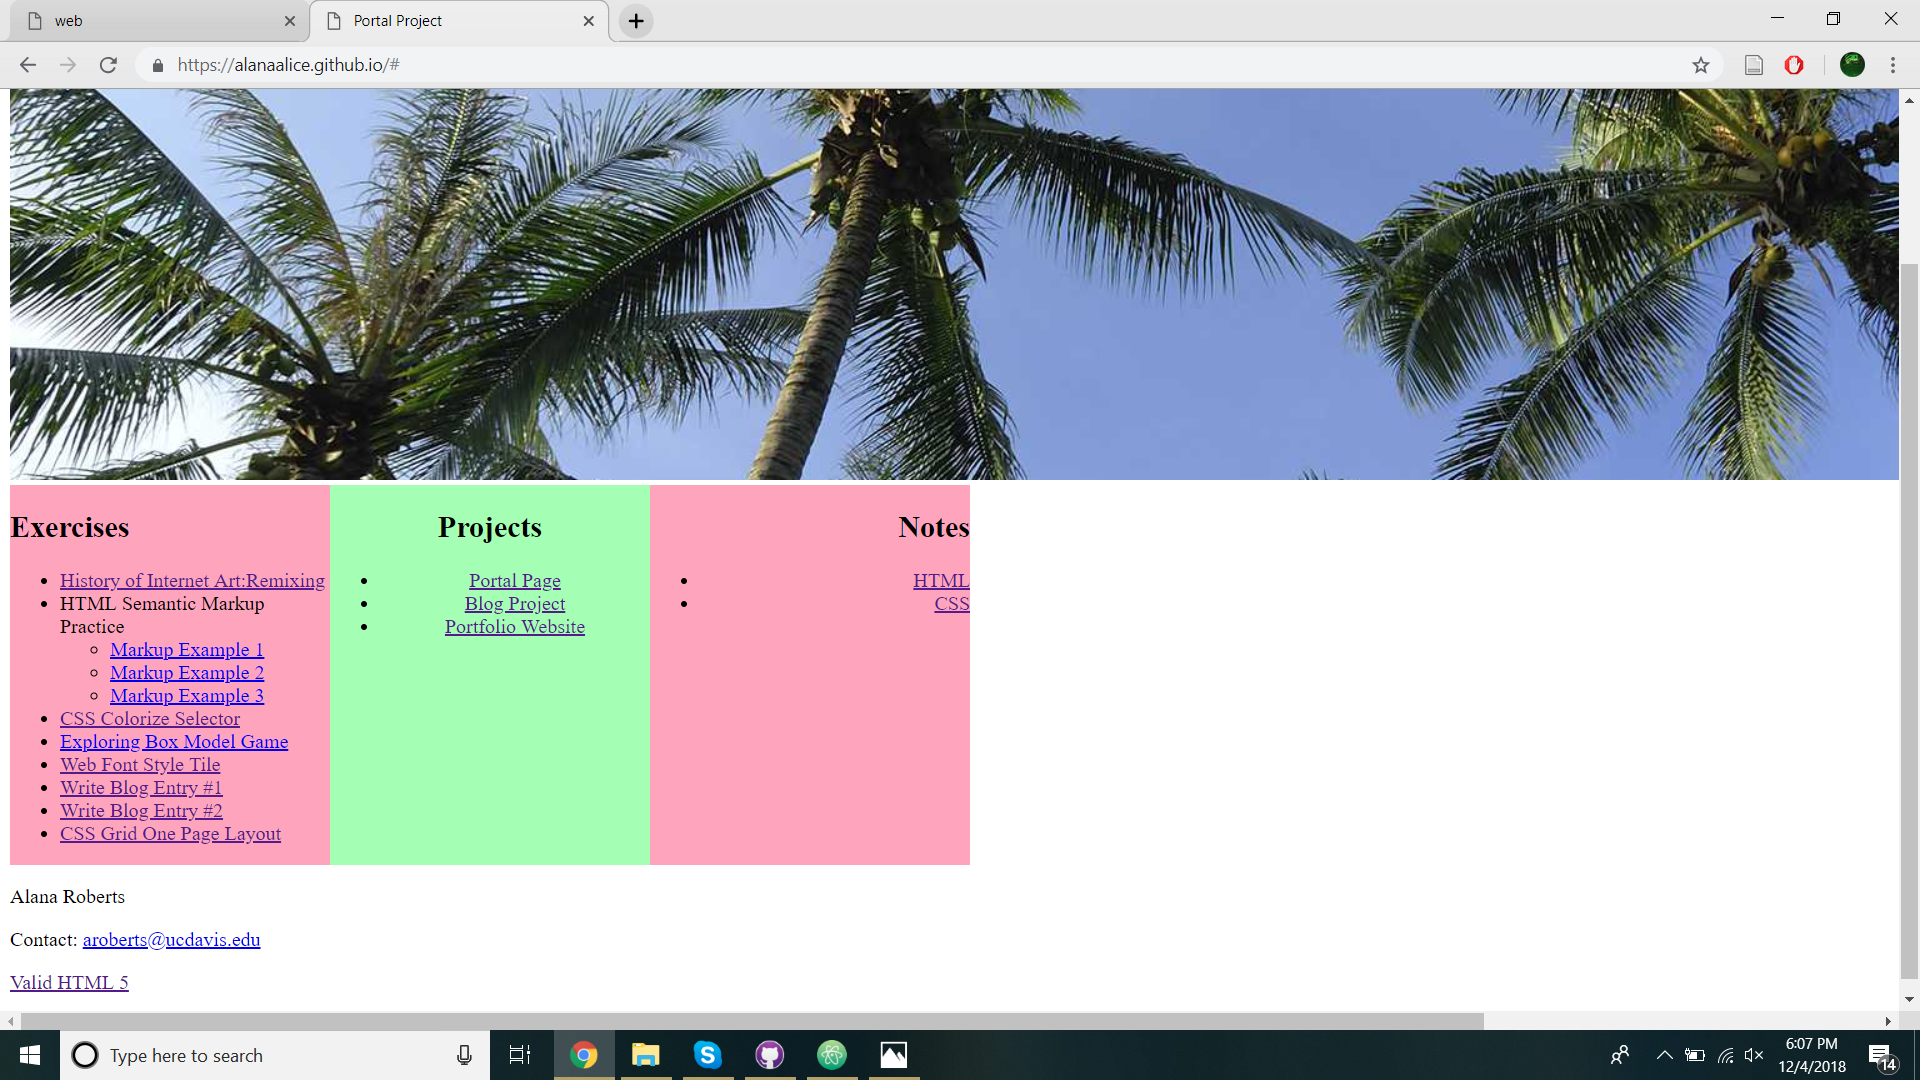 web
Portal Project
https://alanaalice.github.io/#
Exercises
History of Internet Art:Remixing
HTML Semantic Markup
Practice
Markup Example 1
Markup Example 2
Markup Example 3
CSS Colorize Selector
Exploring Box Model Game
Web Font Style Tile
Write Blog Entry #1
Write Blog Entry #2
CSS Grid One Page Layout
Projects
Portal Page
Blog Project
Portfolio Website
Notes
HTML
CSS
Alana Roberts
Contact: aroberts@ucdavis.edu
Valid HTML 5
Type here to search
6:07 PM
12/4/2018
14